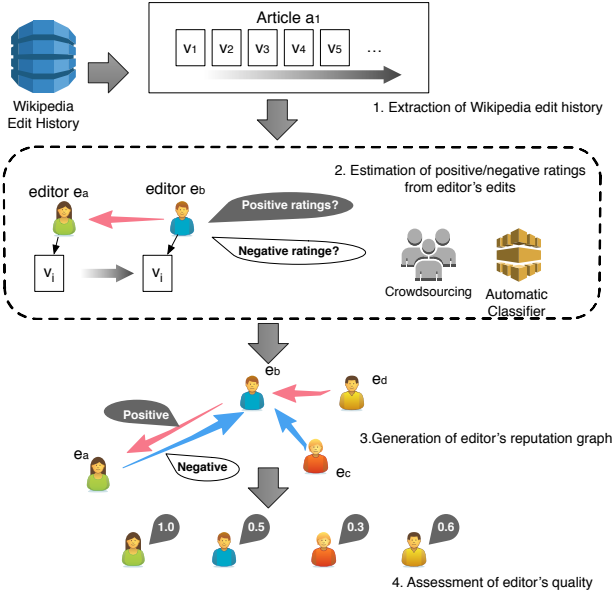 Article a1
v1 v2 v3 v4 v5 ...
Wikipedia
Edit History
1. Extraction of Wikipedia edit history
2. Estimation of positive/negative ratings
from editor's edits
editor ea
editor eb
Positive ratings?
Negative ratinge?
vi
vi
Crowdsourcing
Automatic
Classifier
eb
ed
Positive
3.Generation of editor's reputation graph
ea
Negative
ec
1.0
0.5
0.3
0.6
4. Assessment of editor's quality